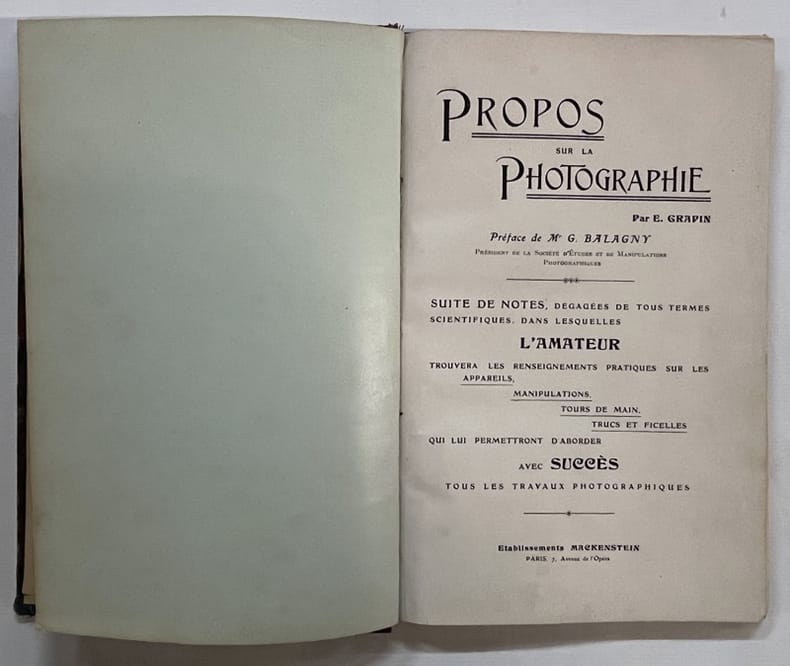 PROPOS
SUR LA
PHOTOGRAPHIE
Par E. GRAPIN
Préface de Mr G. BALAGNY
PRÉSIDENT DE LA SOCIÉTÉ D'ÉTUDES ET DE MANIPULATIONS
PHOTOGRAPHIQUES
SUITE DE NOTES, DÉGAGÉES DE TOUS TERMES
SCIENTIFIQUES, DANS LESQUELLES
L'AMATEUR
TROUVERA LES RENSEIGNEMENTS PRATIQUES SUR LES
APPAREILS,
MANIPULATIONS,
TOURS DE MAIN,
TRUCS ET FICELLES
QUI LUI PERMETTRONT D'ABORDER
AVEC SUCCÈS
TOUS LES TRAVAUX PHOTOGRAPHIQUES
Etablissements MACKENSTEIN
PARIS. 7, Avenue de l'Opéra